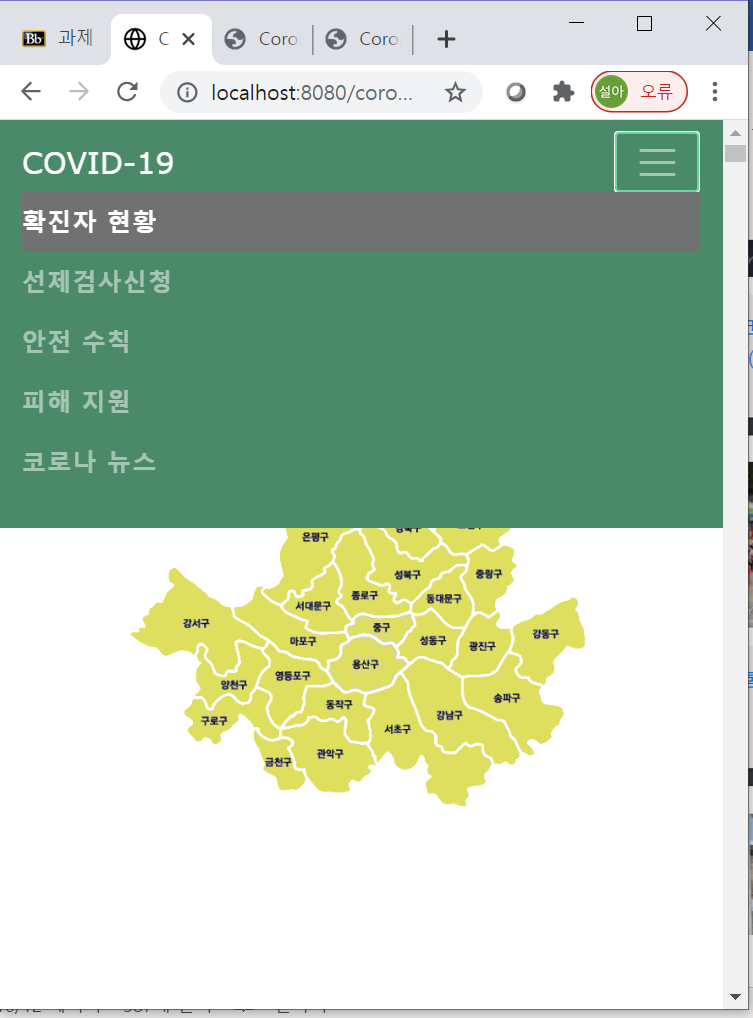 Bb 과제
C
Coro
Coro
localhost:8080/coro...
설아 오류
COVID-19
확진자 현황
선제검사신청
안전 수칙
피해 지원
코로나 뉴스
은평구
성북구
중랑구
서대문구
종로구
동대문구
강서구
중구
마포구
성동구
광진구
강동구
용산구
양천구
영등포구
송파구
구로구
동작구
강남구
서초구
금천구
관악구